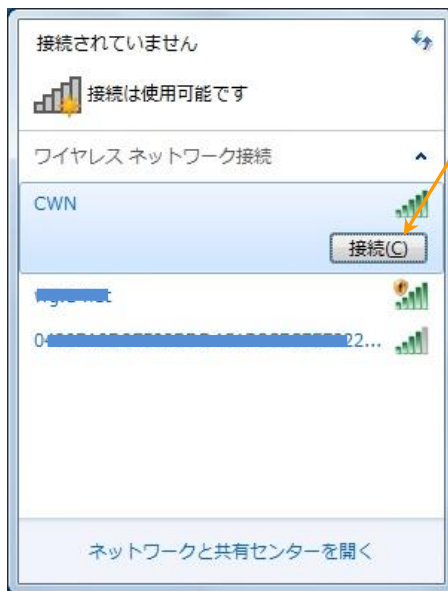 接続されていません
接続は使用可能です
ワイヤレス ネットワーク接続
CWN
接続(C)
22...
ネットワークと共有センターを開く